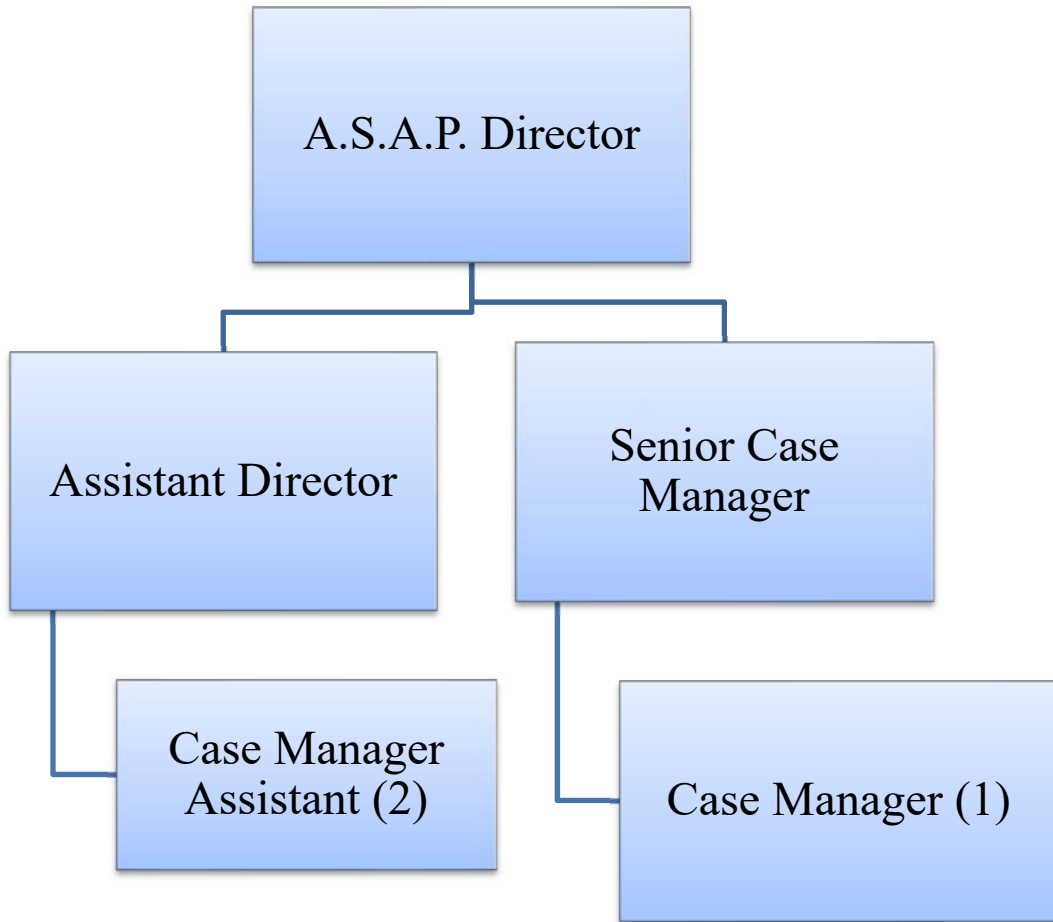 A.S.A.P. Director
Assistant Director
Senior Case
Manager
Case Manager
Assistant (2)
Case Manager (1)